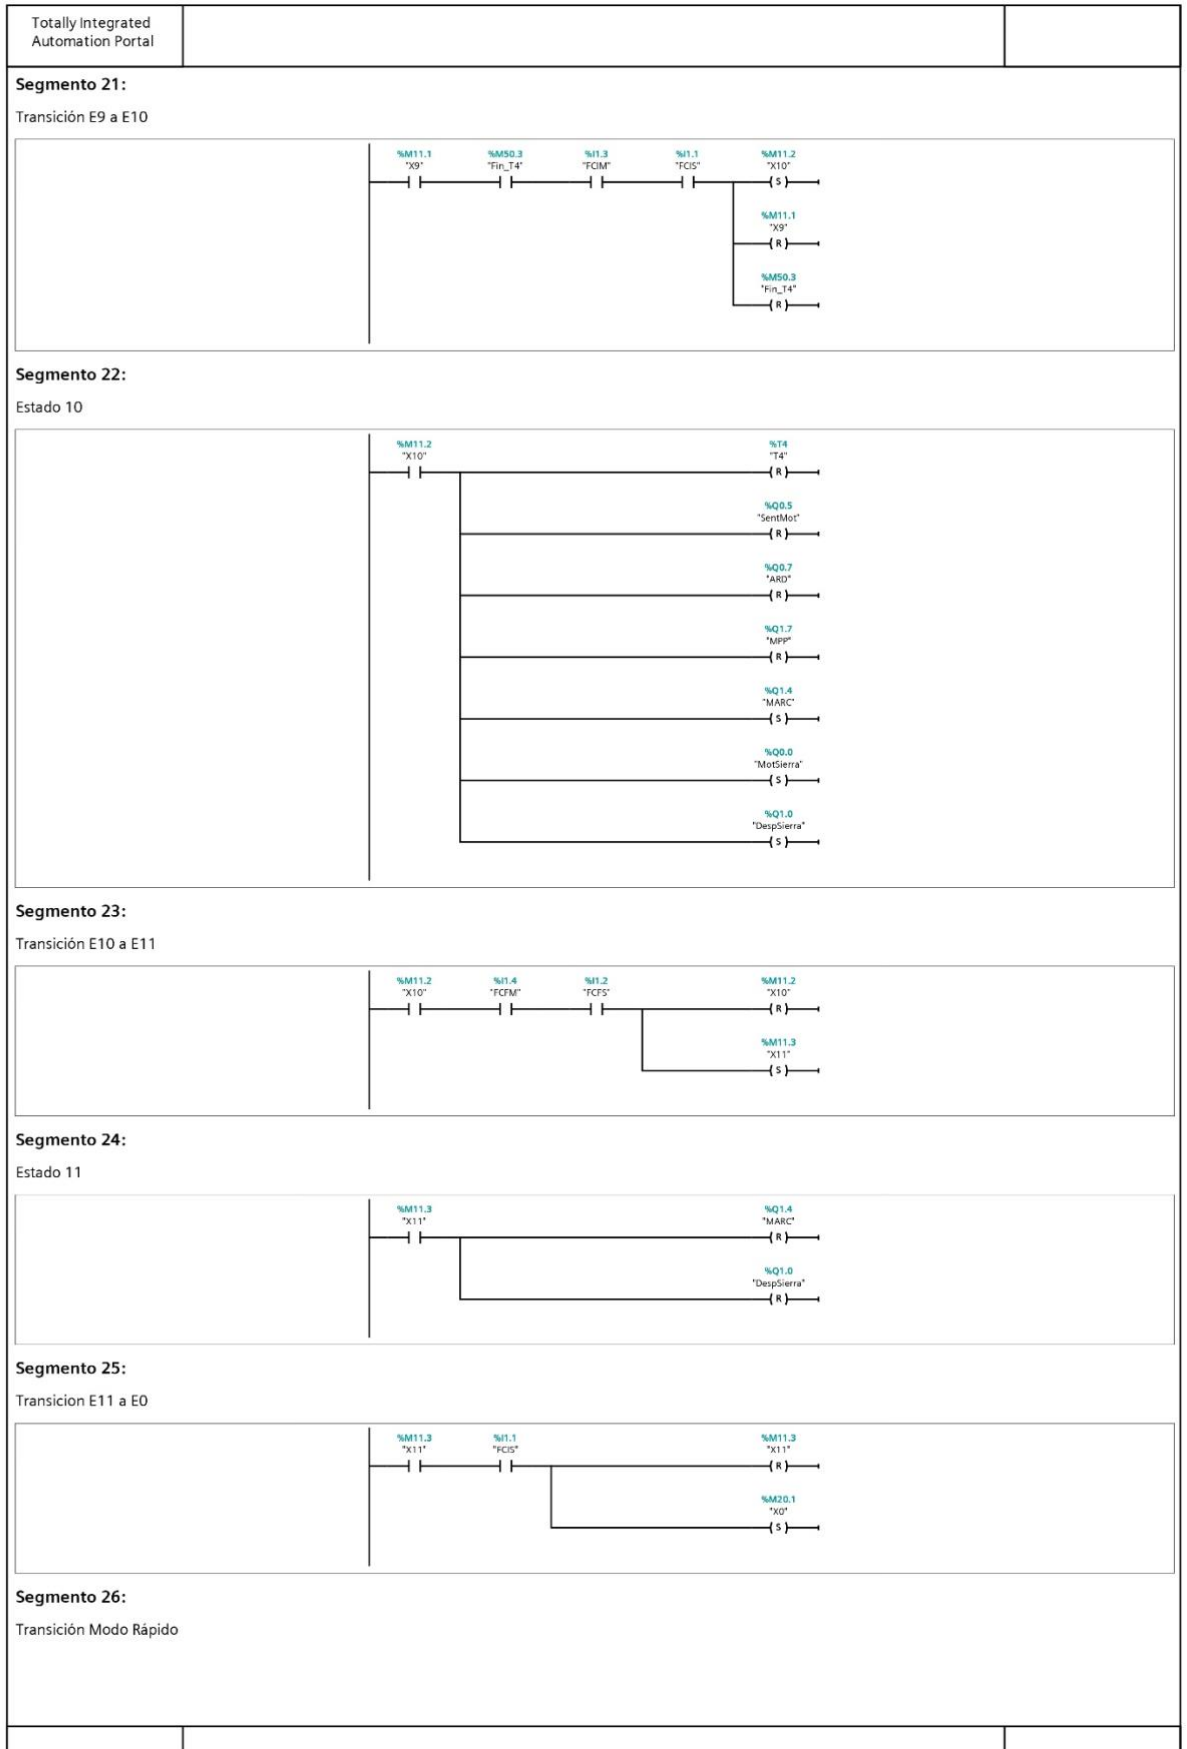 Totally Integrated
Automation Portal
Segmento 21:
Transición E9 a E10
%M11.1 %M50.3 %I1.3 %I1.1 %M11.2
"X9" "Fin_T4" "FCIM" "FCIS" "X10"
S
%M11.1
"X9"
R
%M50.3
"Fin_T4"
R
Segmento 22:
Estado 10
%M11.2 %T4
"X10" "T4"
R
%Q0.5
"SentMot"
R
%Q0.7
"ARD"
R
%Q1.7
"MPP"
R
%Q1.4
"MARC"
S
%Q0.0
"MotSierra"
S
%Q1.0
"DespSierra"
S
Segmento 23:
Transición E10 a E11
%M11.2 %I1.4 %I1.2 %M11.2
"X10" "FCFM" "FCFS" "X10"
R
%M11.3
"X11"
S
Segmento 24:
Estado 11
%M11.3 %Q1.4
"X11" "MARC"
R
%Q1.0
"DespSierra"
R
Segmento 25:
Transicion E11 a E0
%M11.3 %I1.1 %M11.3
"X11" "FCIS" "X11"
R
%M20.1
"X0"
S
Segmento 26:
Transición Modo Rápido